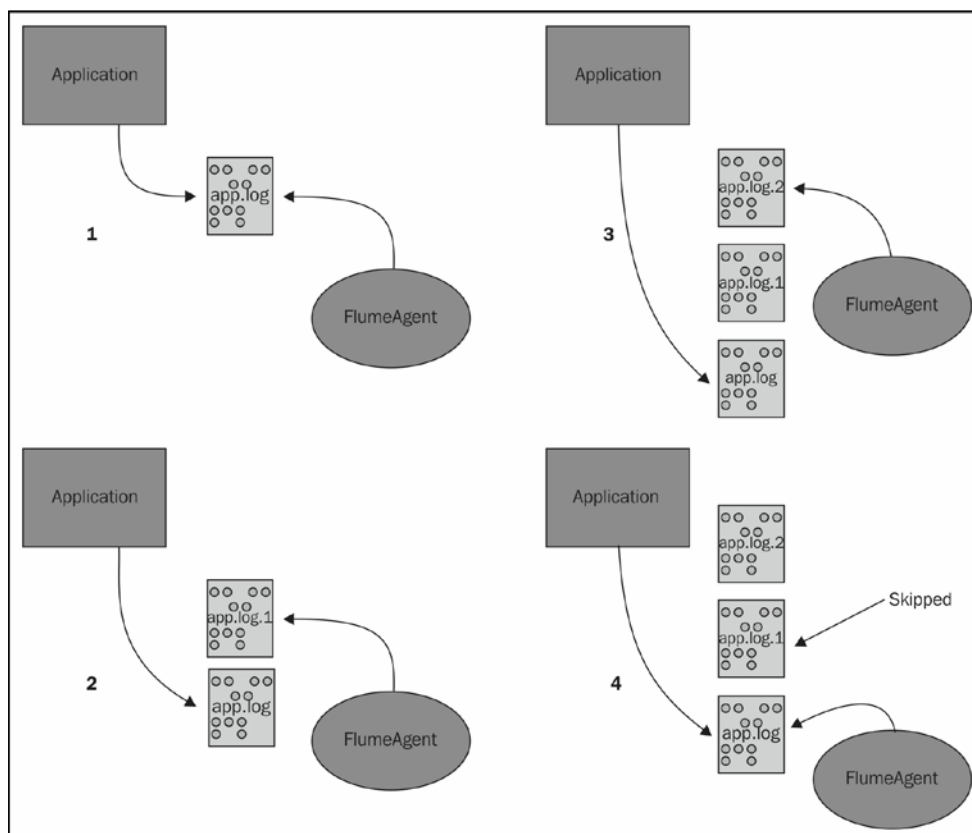 Application
app.log
1
FlumeAgent
Application
app.log.1
app.log
2
FlumeAgent
Application
app.log.2
app.log.1
app.log
3
FlumeAgent
Application
app.log.2
app.log.1
app.log
Skipped
4
FlumeAgent